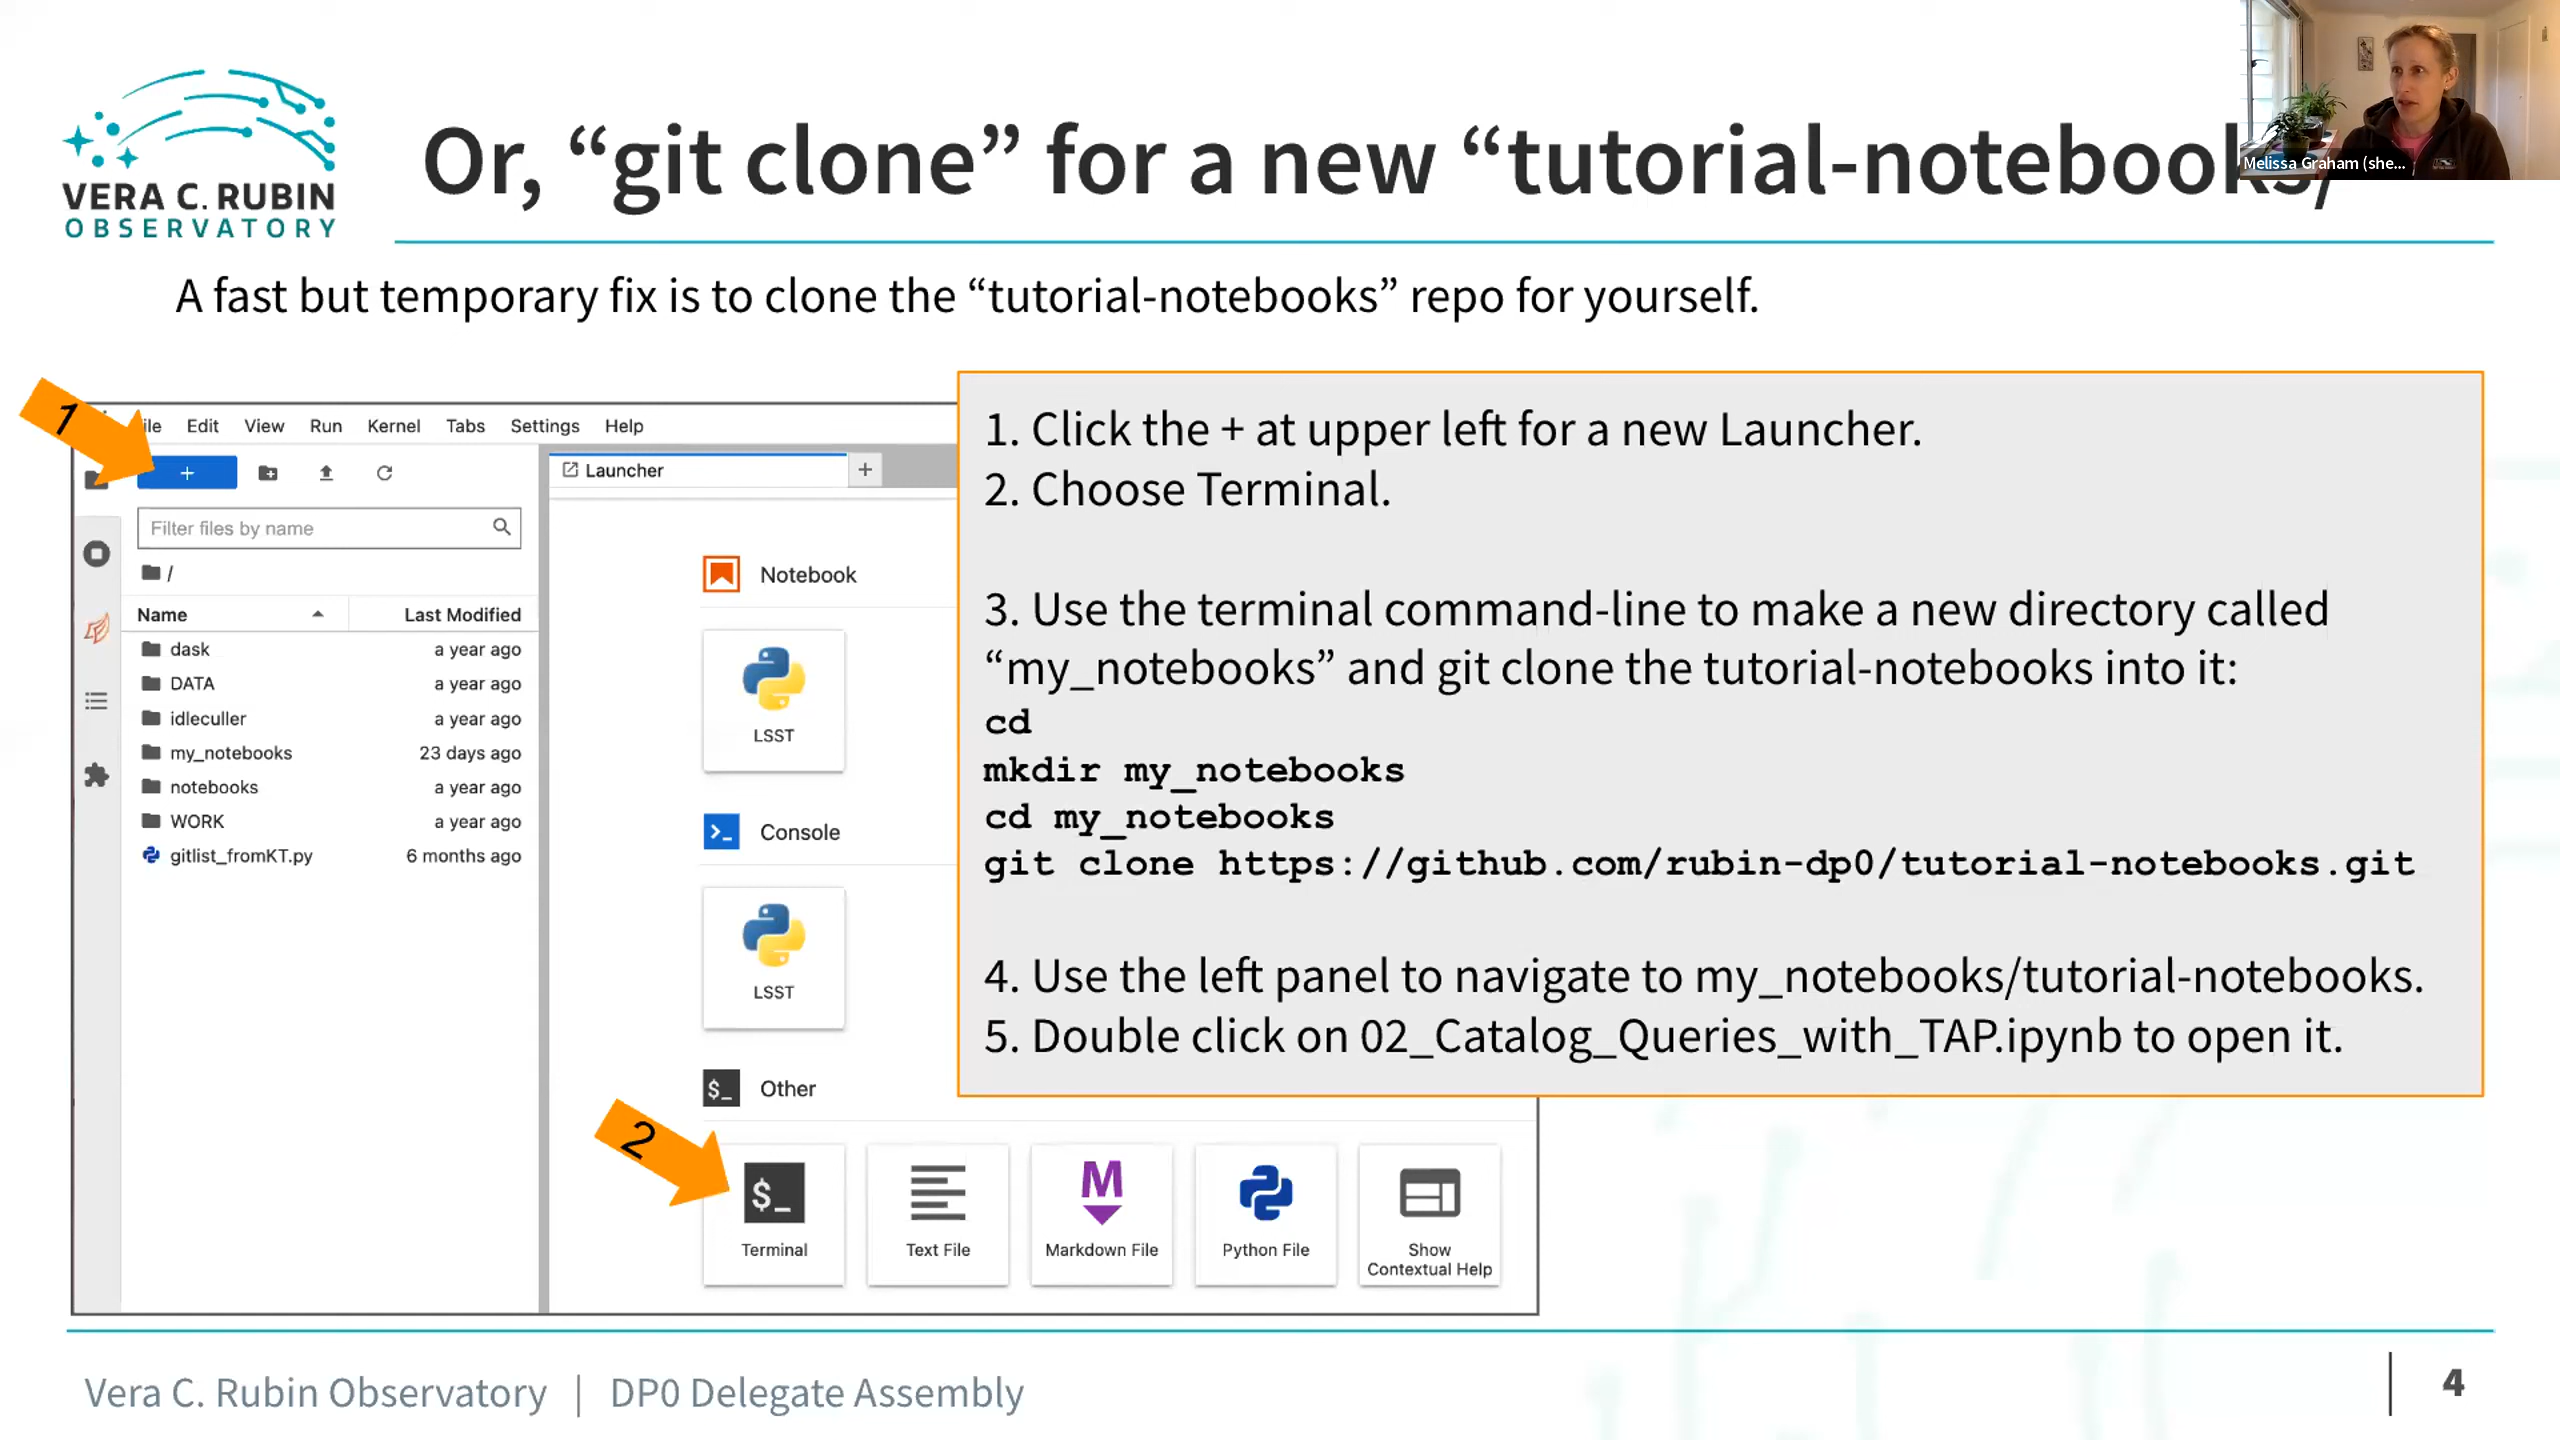 Melissa Graham (she...
VERA C. RUBIN
OBSERVATORY
Or, “git clone” for a new “tutorial-notebooks/
A fast but temporary fix is to clone the “tutorial-notebooks” repo for yourself.
1
ile Edit View Run Kernel Tabs Settings Help
+
Launcher
+
Filter files by name
/
Name Last Modified
dask a year ago
DATA a year ago
idleculler a year ago
my_notebooks 23 days ago
notebooks a year ago
WORK a year ago
gitlist_fromKT.py 6 months ago
Notebook
LSST
Console
LSST
$_ Other
2
$_
Terminal
Text File
M
Markdown File
Python File
Show
Contextual Help
1. Click the + at upper left for a new Launcher.
2. Choose Terminal.
3. Use the terminal command-line to make a new directory called
“my_notebooks” and git clone the tutorial-notebooks into it:
cd
mkdir my_notebooks
cd my_notebooks
git clone https://github.com/rubin-dp0/tutorial-notebooks.git
4. Use the left panel to navigate to my_notebooks/tutorial-notebooks.
5. Double click on 02_Catalog_Queries_with_TAP.ipynb to open it.
Vera C. Rubin Observatory | DP0 Delegate Assembly
4